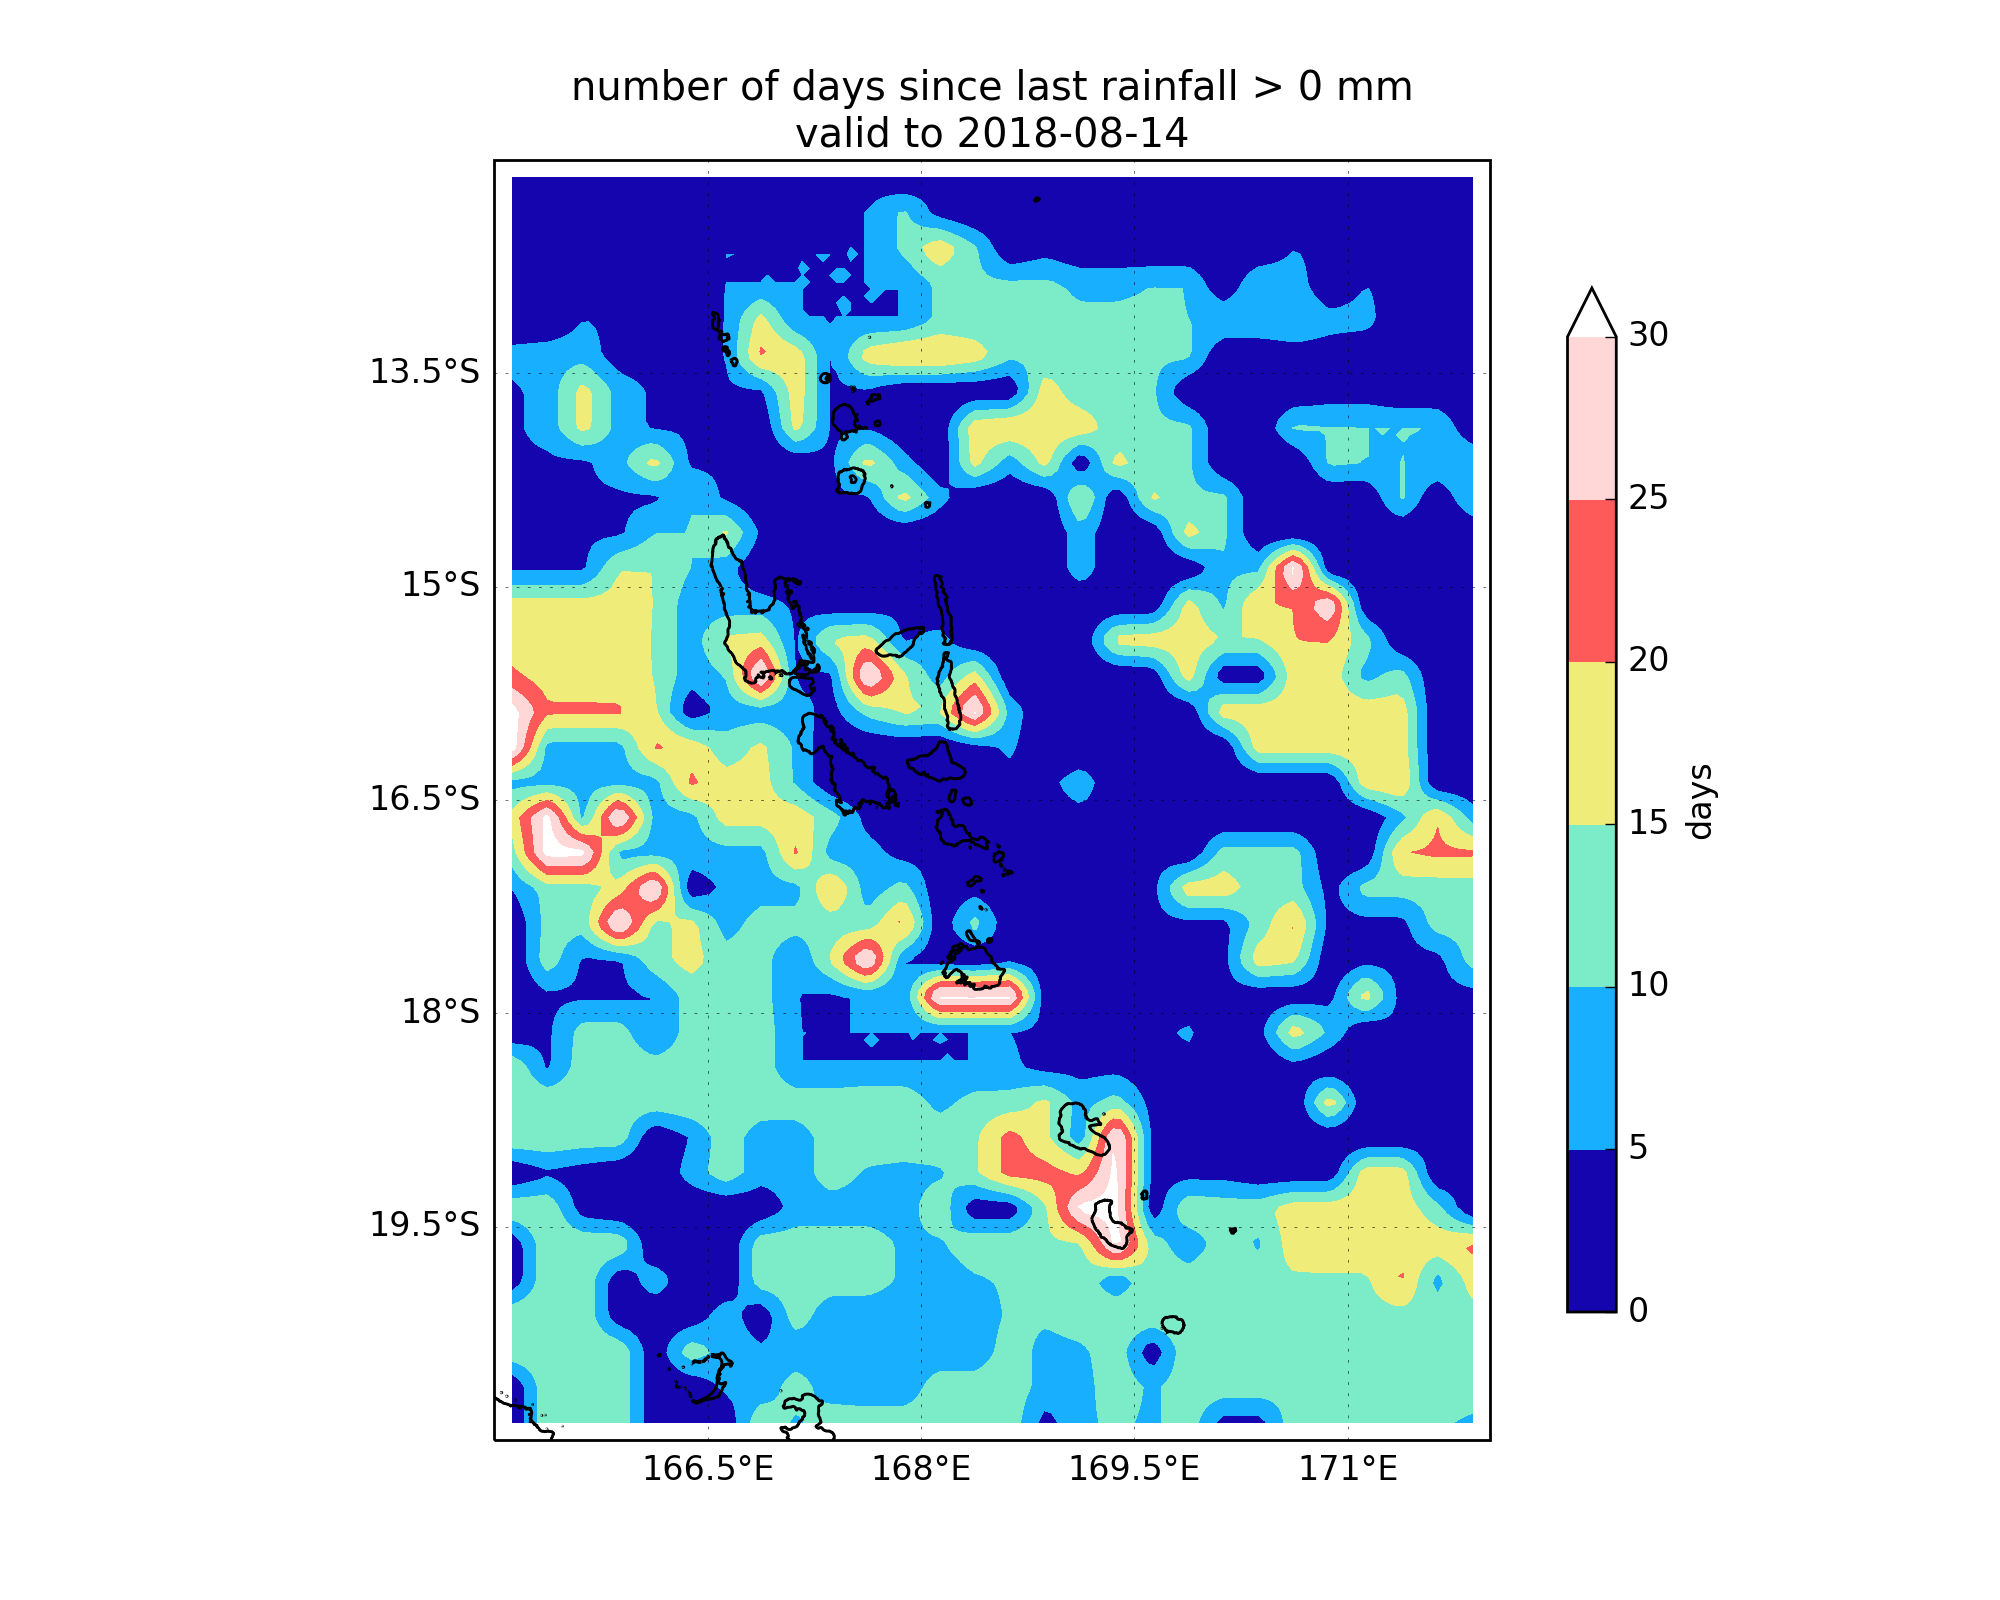 number of days since last rainfall > 0 mm
valid to 2018-08-14
13.5°S
15°S
16.5°S
18°S
19.5°S
166.5°E
168°E
169.5°E
171°E
30
25
20
15
10
5
0
days